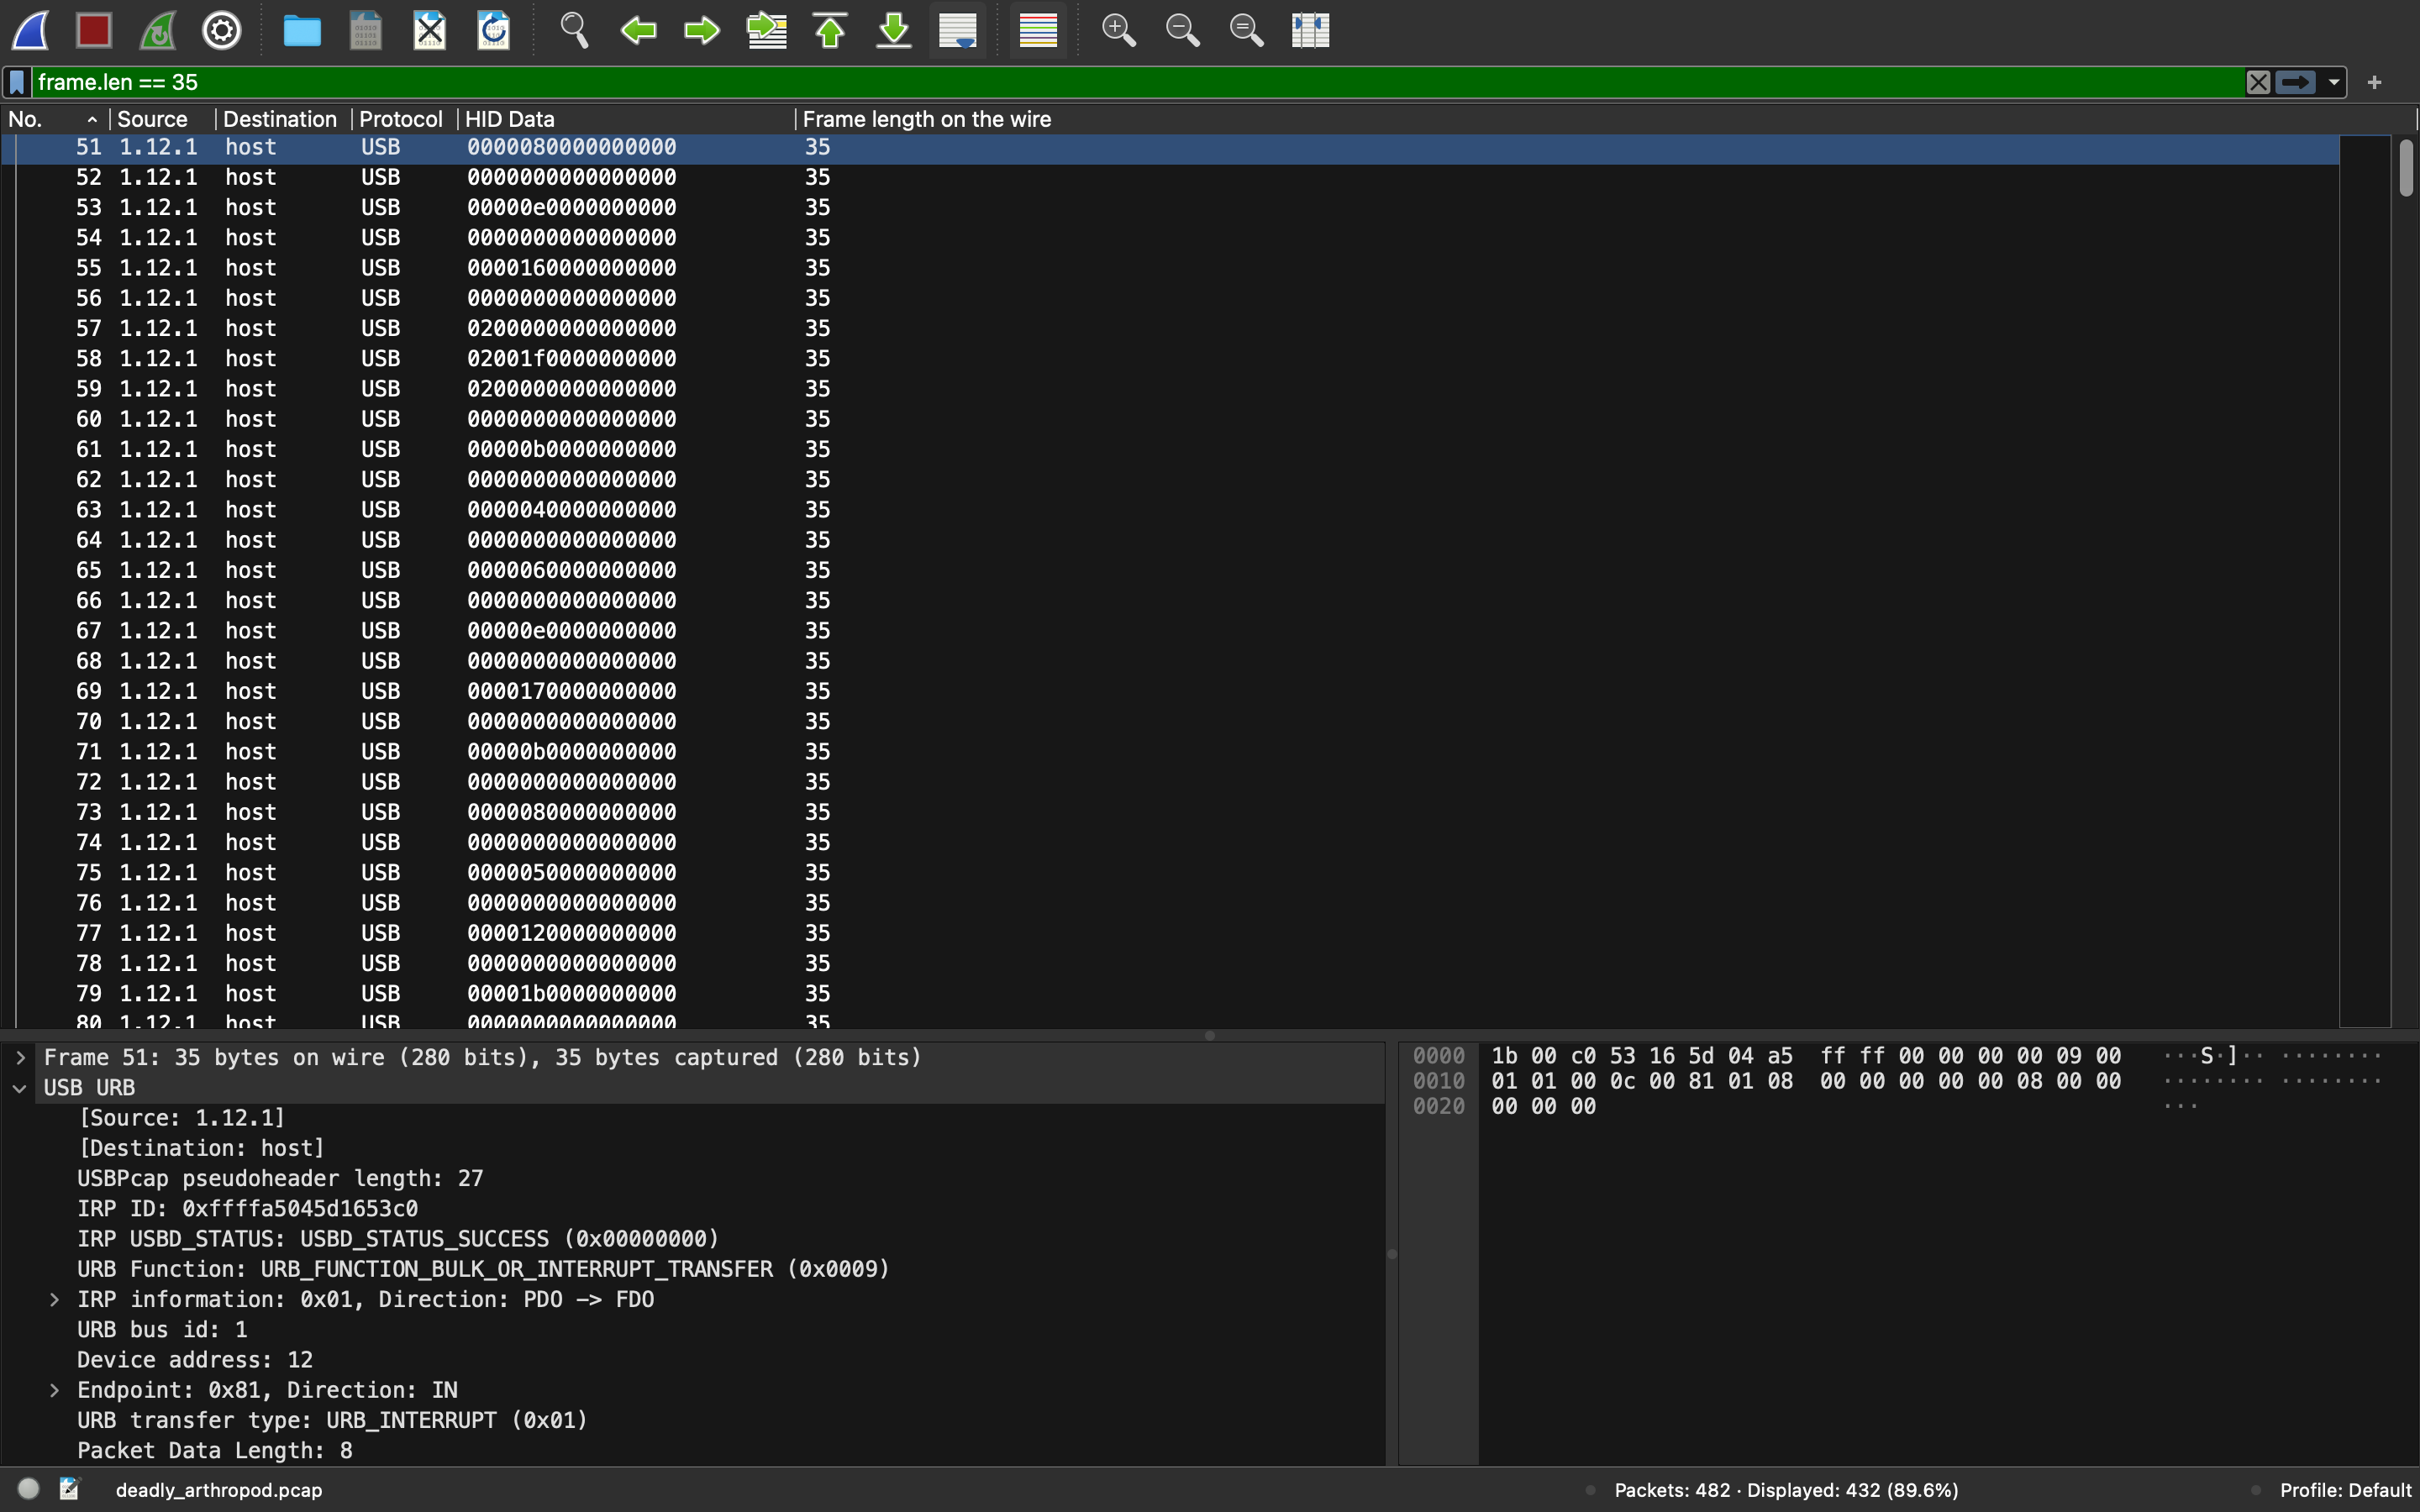 frame.len == 35
No. Source Destination Protocol HID Data Frame length on the wire
51 1.12.1 host USB 0000080000000000 35
52 1.12.1 host USB 0000000000000000 35
53 1.12.1 host USB 00000e0000000000 35
54 1.12.1 host USB 0000000000000000 35
55 1.12.1 host USB 0000160000000000 35
56 1.12.1 host USB 0000000000000000 35
57 1.12.1 host USB 0200000000000000 35
58 1.12.1 host USB 02001f0000000000 35
59 1.12.1 host USB 0200000000000000 35
60 1.12.1 host USB 0000000000000000 35
61 1.12.1 host USB 00000b0000000000 35
62 1.12.1 host USB 0000000000000000 35
63 1.12.1 host USB 0000040000000000 35
64 1.12.1 host USB 0000000000000000 35
65 1.12.1 host USB 0000060000000000 35
66 1.12.1 host USB 0000000000000000 35
67 1.12.1 host USB 00000e0000000000 35
68 1.12.1 host USB 0000000000000000 35
69 1.12.1 host USB 0000170000000000 35
70 1.12.1 host USB 0000000000000000 35
71 1.12.1 host USB 00000b0000000000 35
72 1.12.1 host USB 0000000000000000 35
73 1.12.1 host USB 0000080000000000 35
74 1.12.1 host USB 0000000000000000 35
75 1.12.1 host USB 0000050000000000 35
76 1.12.1 host USB 0000000000000000 35
77 1.12.1 host USB 0000120000000000 35
78 1.12.1 host USB 0000000000000000 35
79 1.12.1 host USB 00001b0000000000 35
80 1.12.1 host USB 0000000000000000 35
Frame 51: 35 bytes on wire (280 bits), 35 bytes captured (280 bits)
USB URB
[Source: 1.12.1]
[Destination: host]
USBPcap pseudoheader length: 27
IRP ID: 0xffffa5045d1653c0
IRP USBD_STATUS: USBD_STATUS_SUCCESS (0x00000000)
URB Function: URB_FUNCTION_BULK_OR_INTERRUPT_TRANSFER (0x0009)
IRP information: 0x01, Direction: PDO -> FDO
URB bus id: 1
Device address: 12
Endpoint: 0x81, Direction: IN
URB transfer type: URB_INTERRUPT (0x01)
Packet Data Length: 8
0000 1b 00 c0 53 16 5d 04 a5 ff ff 00 00 00 00 09 00 ···S·]·· ········
0010 01 01 00 0c 00 81 01 08 00 00 00 00 00 08 00 00 ········ ········
0020 00 00 00 ···
deadly_arthropod.pcap
Packets: 482 · Displayed: 432 (89.6%)
Profile: Default